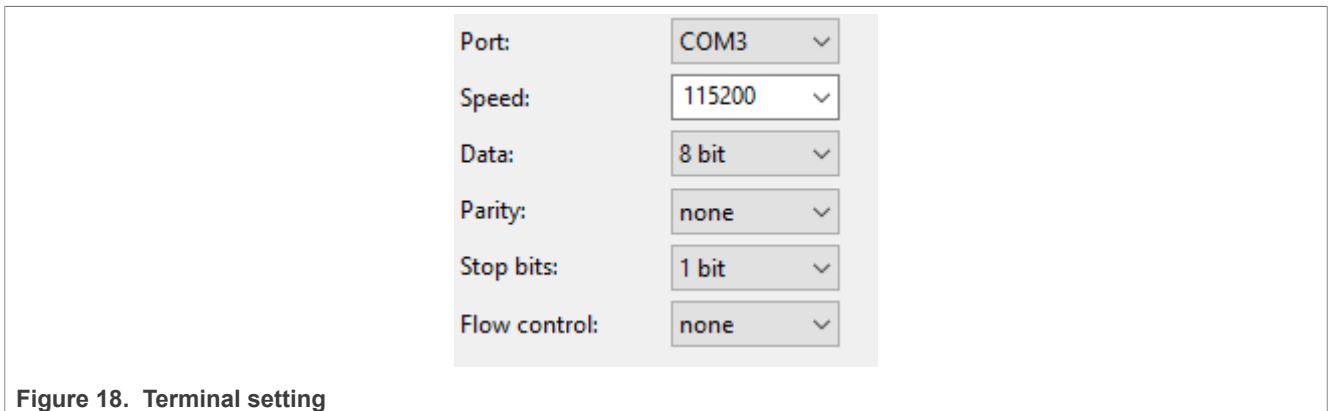 Port: COM3
Speed: 115200
Data: 8 bit
Parity: none
Stop bits: 1 bit
Flow control: none
Figure 18. Terminal setting